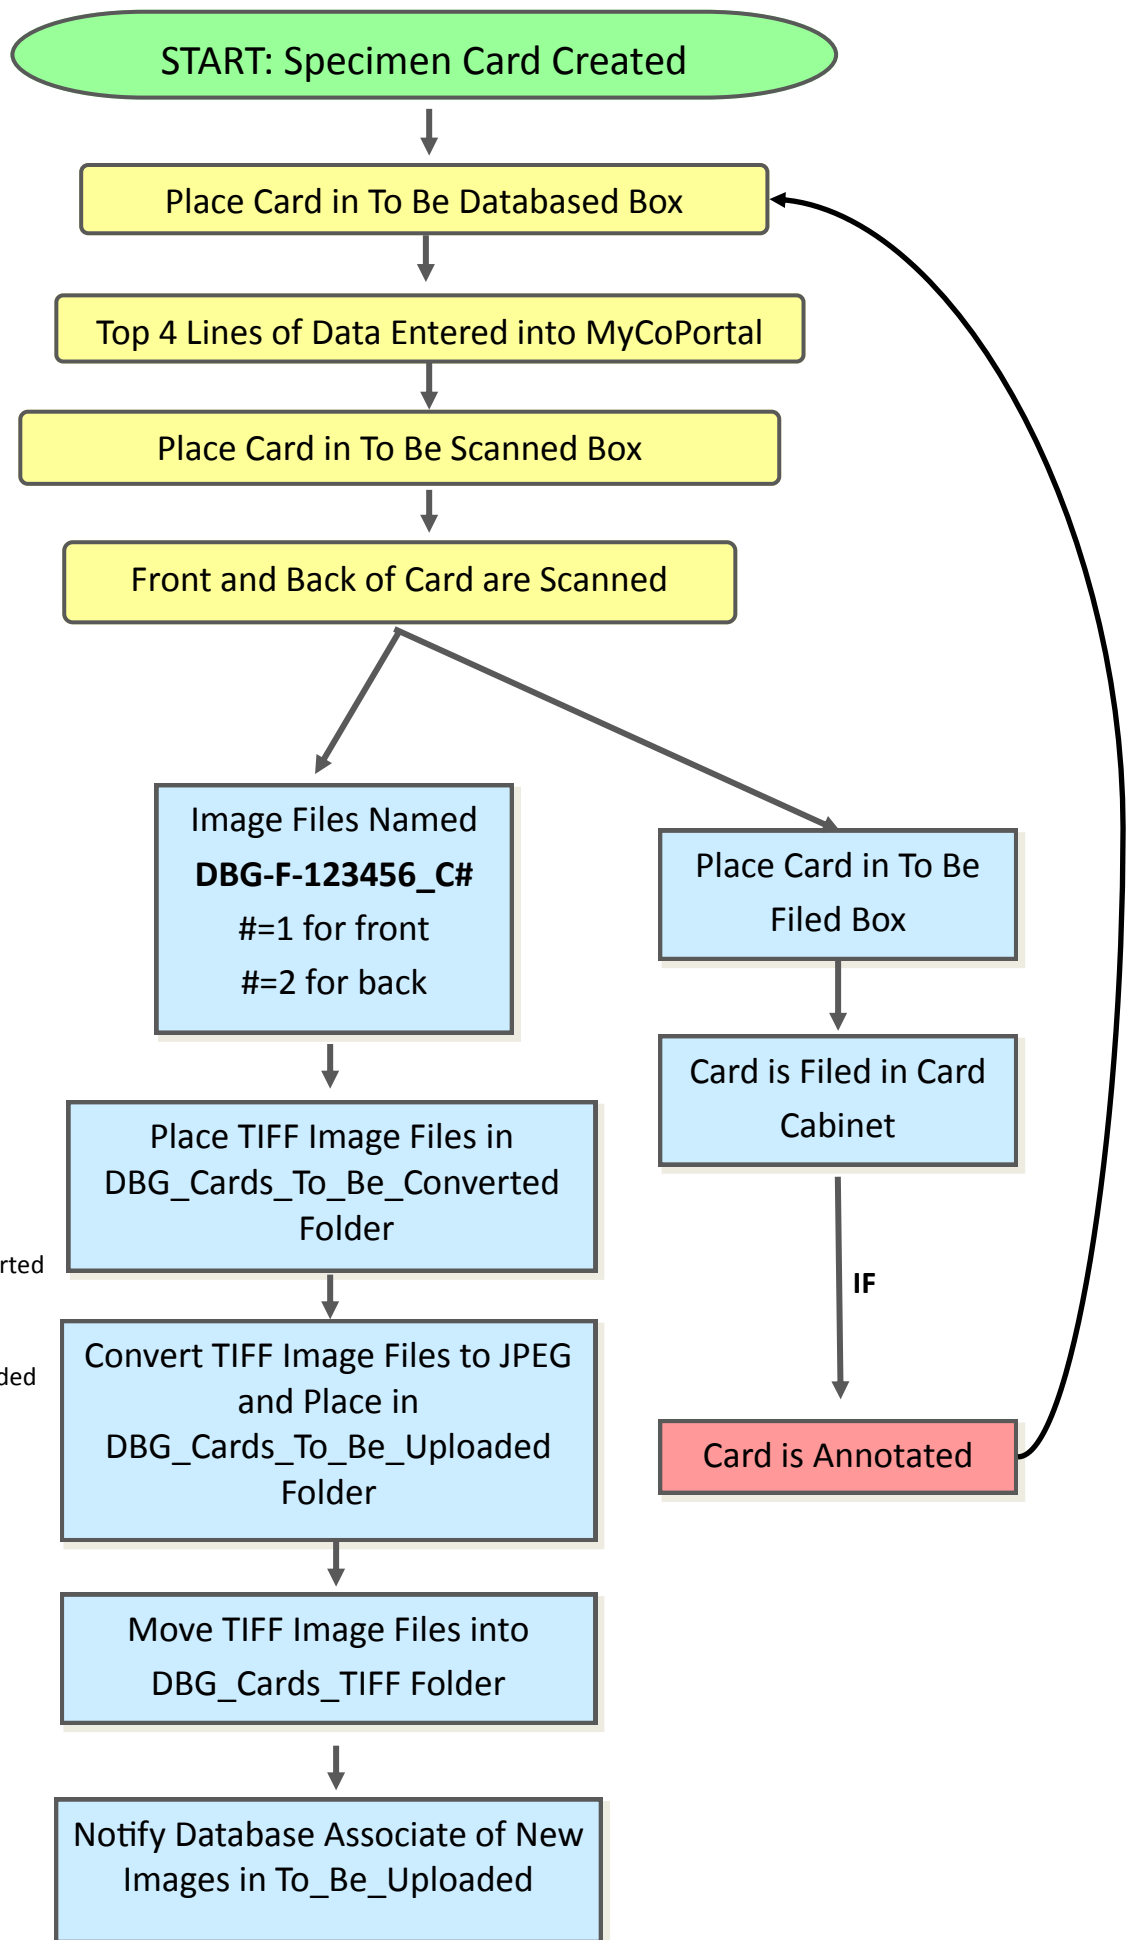 START: Specimen Card Created
Place Card in To Be Databased Box
Top 4 Lines of Data Entered into MyCoPortal
Place Card in To Be Scanned Box
Front and Back of Card are Scanned
Image Files Named
DBG-F-123456_C#
#=1 for front
#=2 for back
Place TIFF Image Files in
DBG_Cards_To_Be_Converted
Folder
Convert TIFF Image Files to JPEG
and Place in
DBG_Cards_To_Be_Uploaded
Folder
Move TIFF Image Files into
DBG_Cards_TIFF Folder
Notify Database Associate of New
Images in To_Be_Uploaded
Place Card in To Be
Filed Box
Card is Filed in Card
Cabinet
IF
Card is Annotated